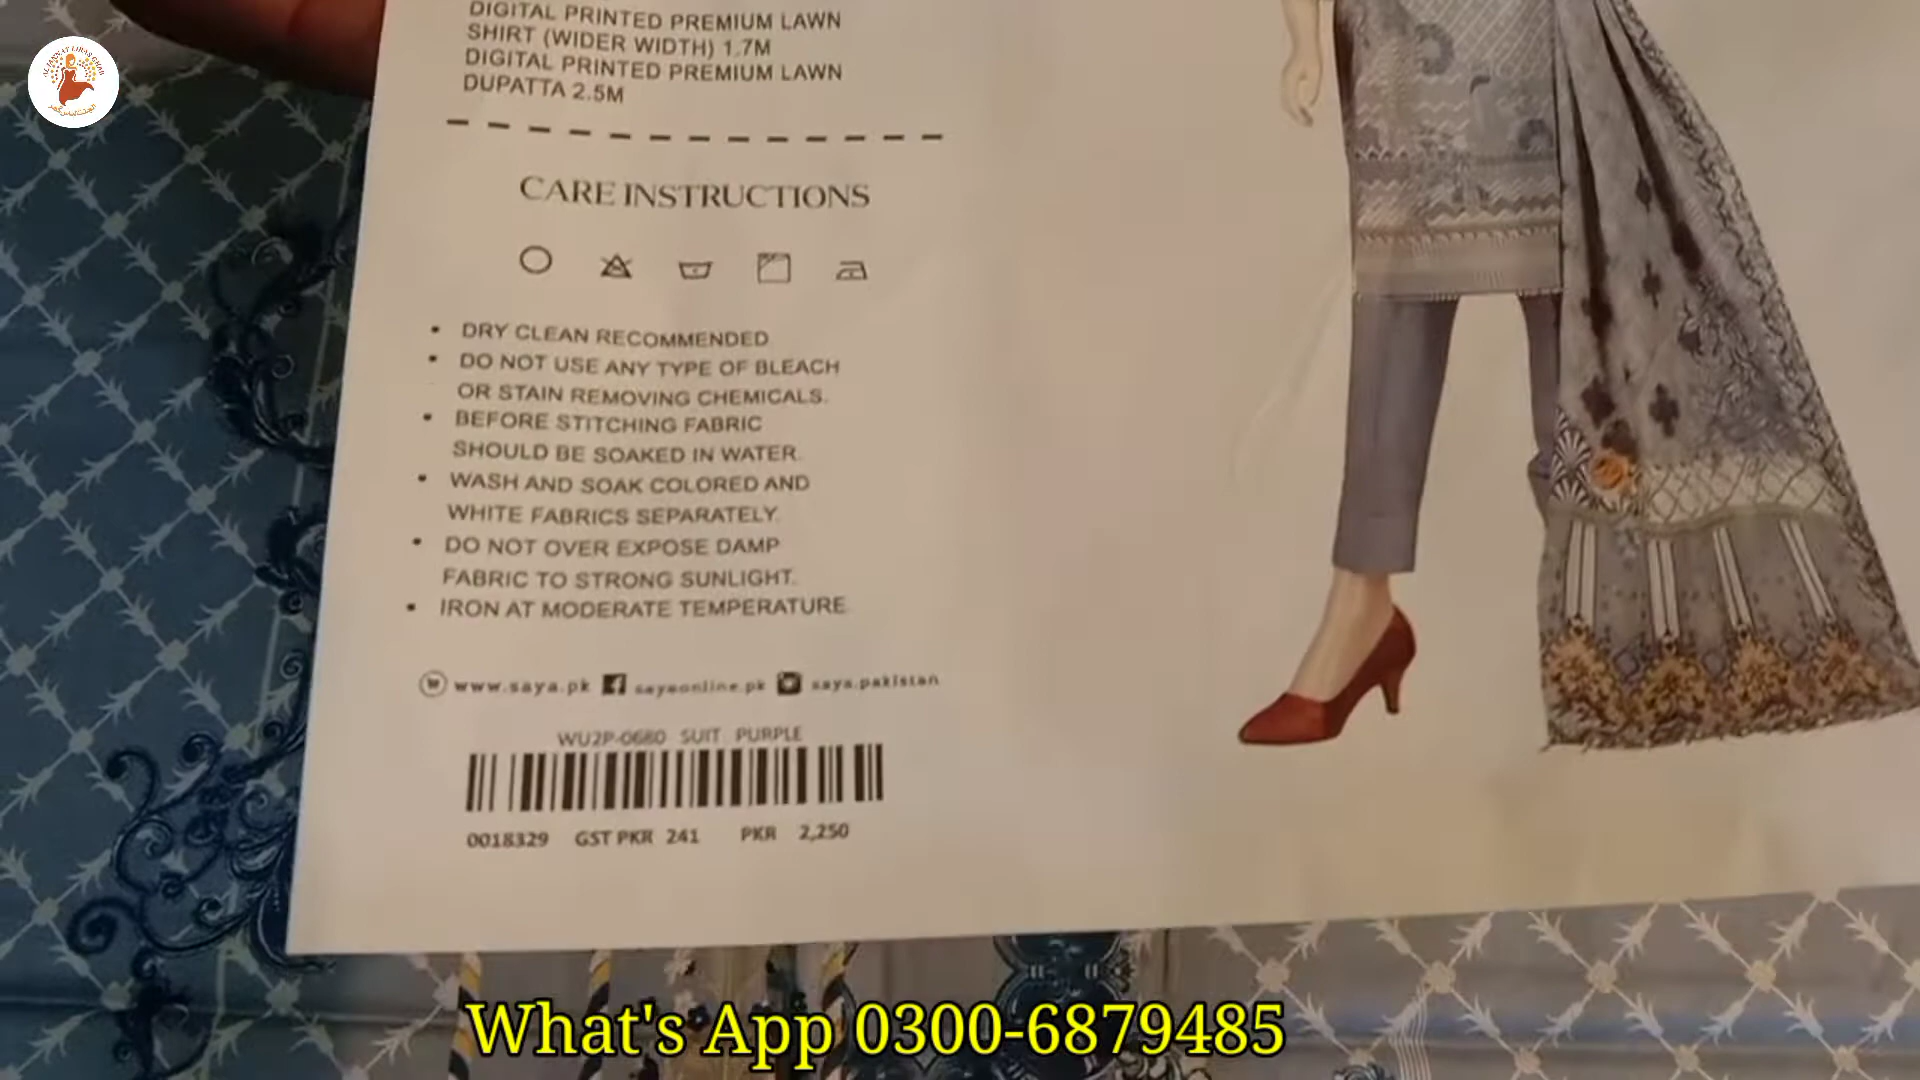 DIGITAL PRINTED PREMIUM LAWN
SHIRT (WIDER WIDTH) 1.7M
DIGITAL PRINTED PREMIUM LAWN
DUPATTA 2.5M
CARE INSTRUCTIONS
• DRY CLEAN RECOMMENDED
• DO NOT USE ANY TYPE OF BLEACH
OR STAIN REMOVING CHEMICALS.
• BEFORE STITCHING FABRIC
SHOULD BE SOAKED IN WATER.
• WASH AND SOAK COLORED AND
WHITE FABRICS SEPARATELY.
• DO NOT OVER EXPOSE DAMP
FABRIC TO STRONG SUNLIGHT.
• IRON AT MODERATE TEMPERATURE
www.saya.pk sayaonline.pk saya.pakistan
WU2P-0680 SUIT PURPLE
0018329 GST PKR 241 PKR 2,250
What's App 0300-6879485